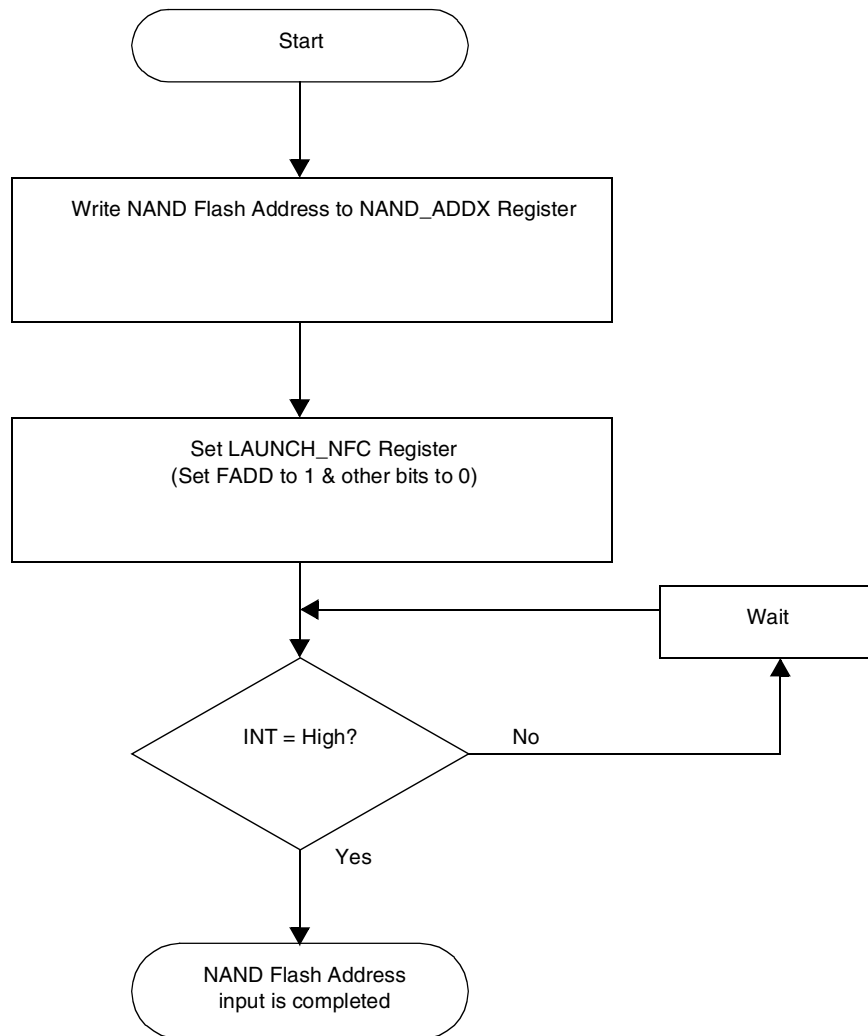 Start
Write NAND Flash Address to NAND_ADDX Register
Set LAUNCH_NFC Register
(Set FADD to 1 & other bits to 0)
Wait
INT = High?
No
Yes
NAND Flash Address
input is completed